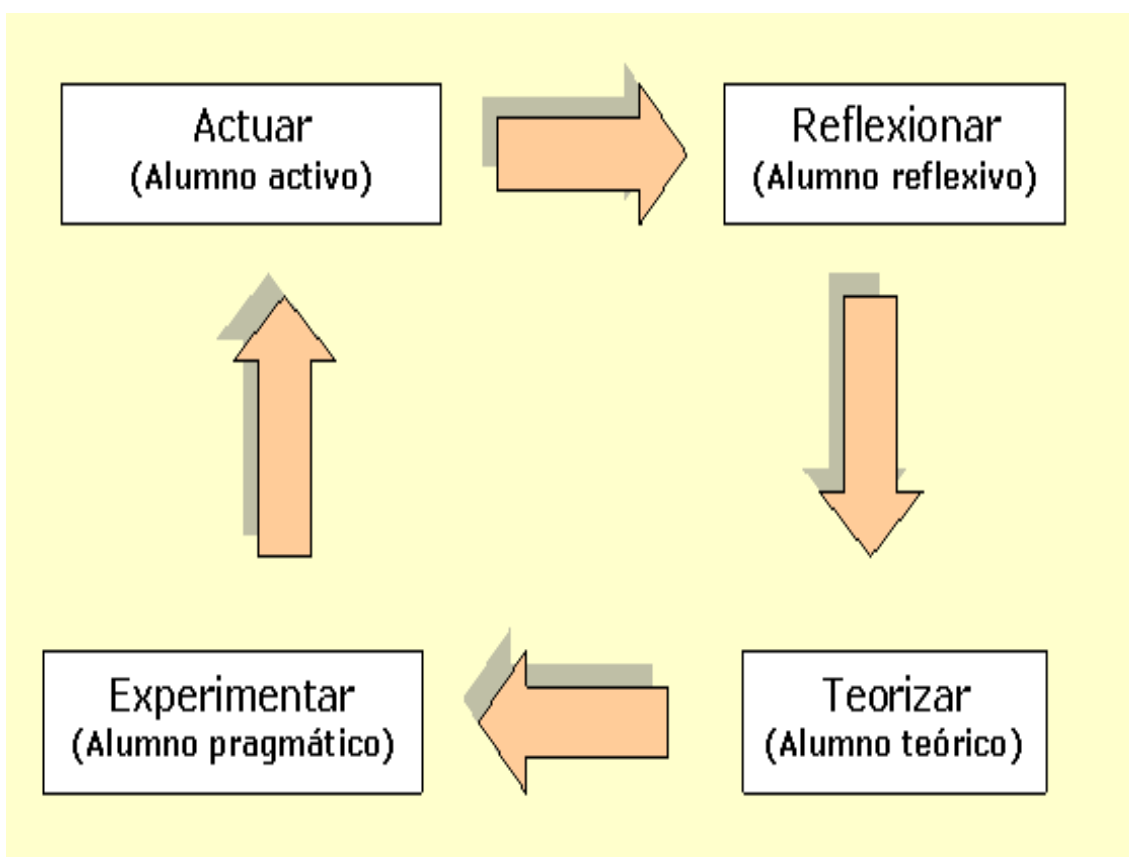 Actuar
(Alumno activo)
Reflexionar
(Alumno reflexivo)
Experimentar
(Alumno pragmático)
Teorizar
(Alumno teórico)